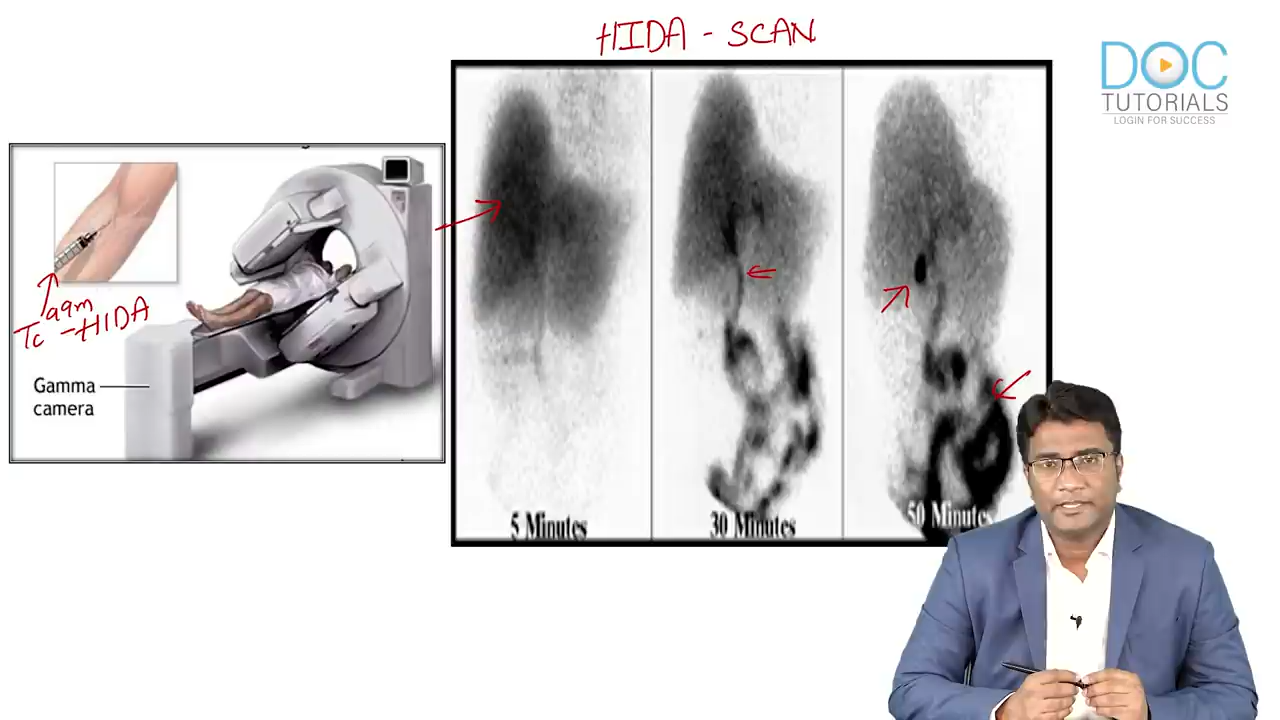 HIDA - SCAN
DOC
TUTORIALS
LOGIN FOR SUCCESS
Tc 99m - HIDA
Gamma
camera
5 Minutes
30 Minutes
50 Minutes